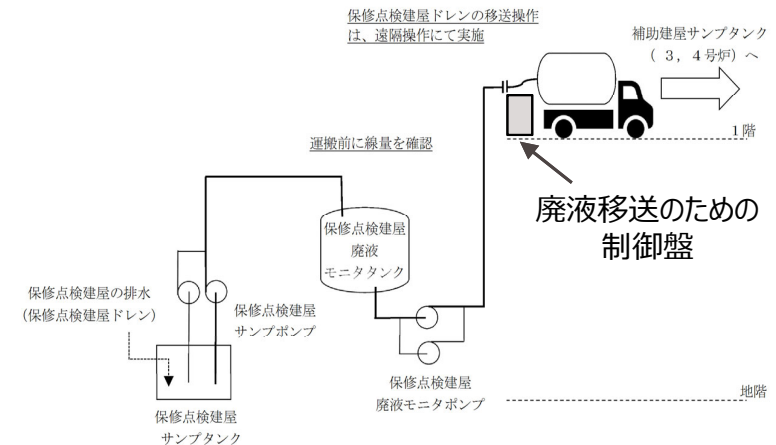 保修点検建屋ドレンの移送操作
は、遠隔操作にて実施
補助建屋サンプタンク
（ 3，4号炉）へ
1階
運搬前に線量を確認
廃液移送のための
制御盤
保修点検建屋
廃液
モニタタンク
保修点検建屋の排水
（保修点検建屋ドレン）
保修点検建屋
サンプポンプ
保修点検建屋
廃液モニタポンプ
地階
保修点検建屋
サンプタンク